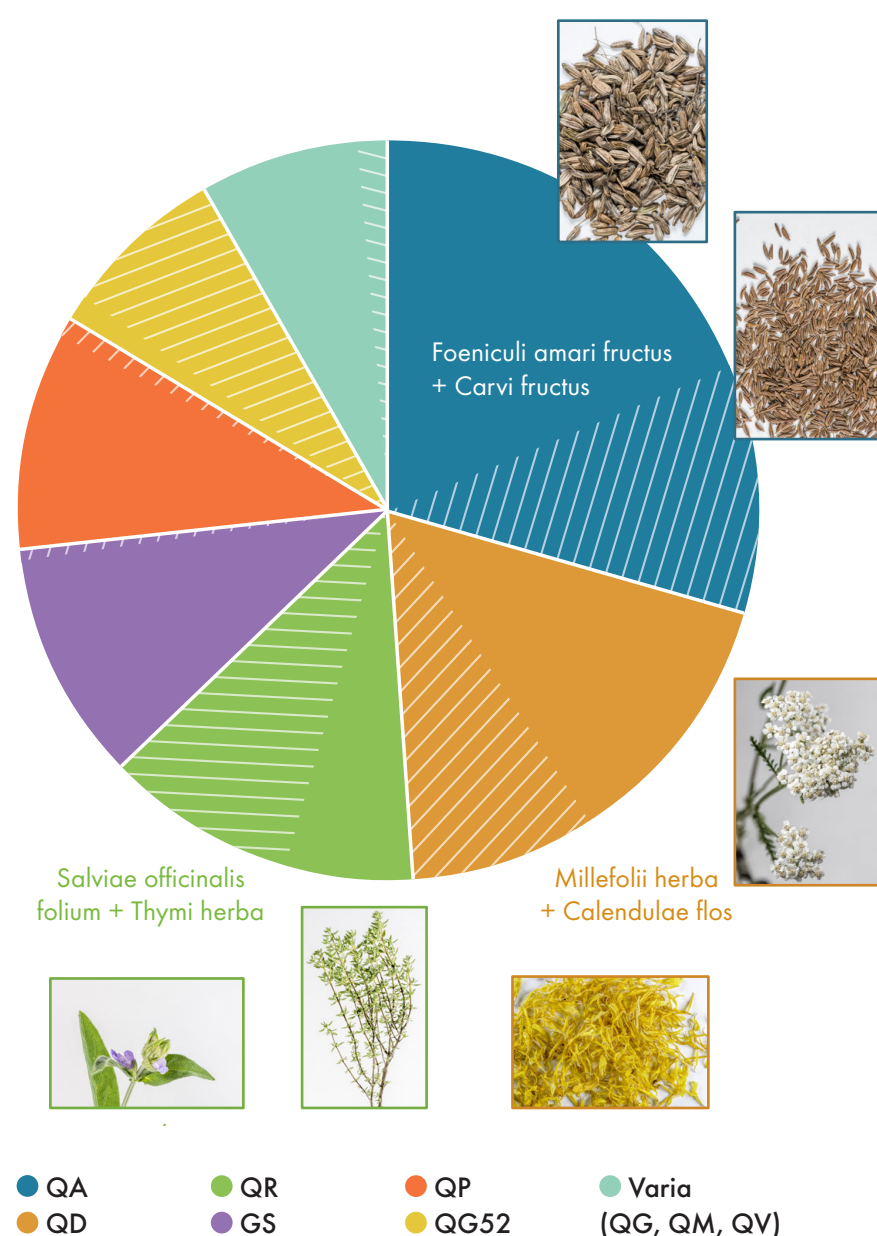 Foeniculi amari fructus
+ Carvi fructus
Salviae officinalis
folium + Thymi herba
Millefolii herba
+ Calendulae flos
QA
QR
QP
Varia
QD
GS
QG52
(QG, QM, QV)